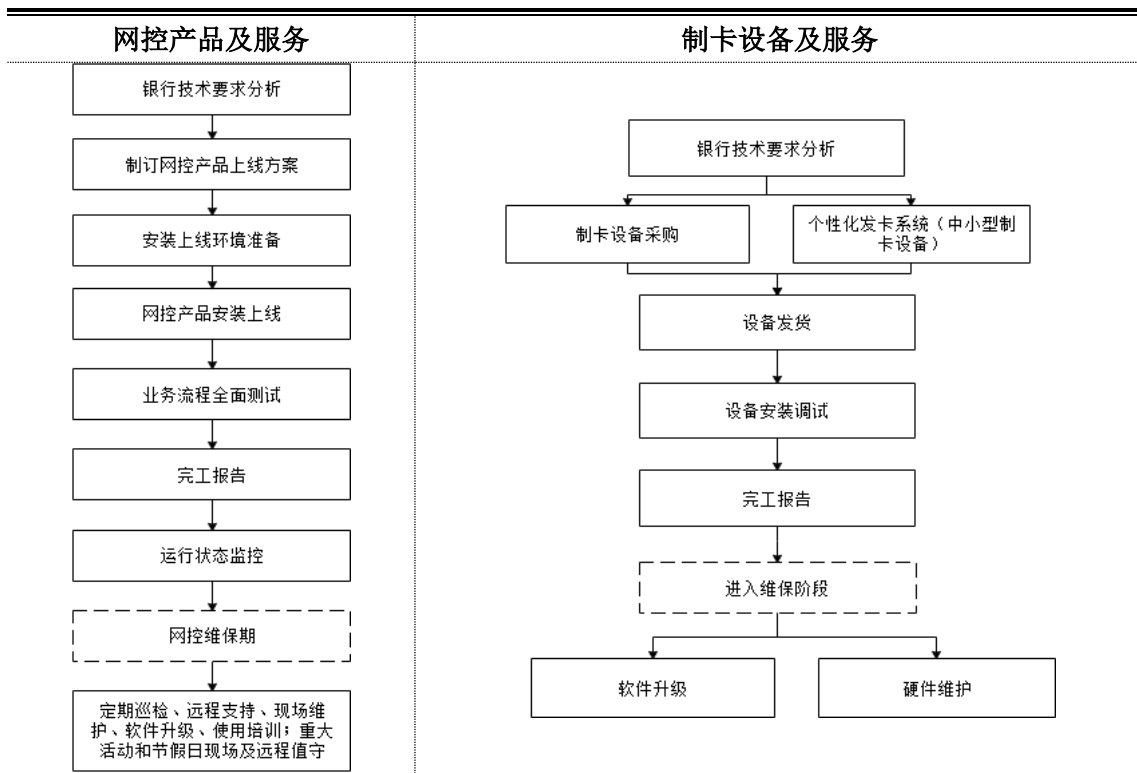 网控产品及服务
银行技术要求分析
制订网控产品上线方案
安装上线环境准备
网控产品安装上线
业务流程全面测试
完工报告
运行状态监控
网控维保期
定期巡检、远程支持、现场维
护、软件升级、使用培训；重大
活动和节假日现场及远程值守
制卡设备及服务
银行技术要求分析
制卡设备采购
个性化发卡系统（中小型制
卡设备）
设备发货
设备安装调试
完工报告
进入维保阶段
软件升级
硬件维护